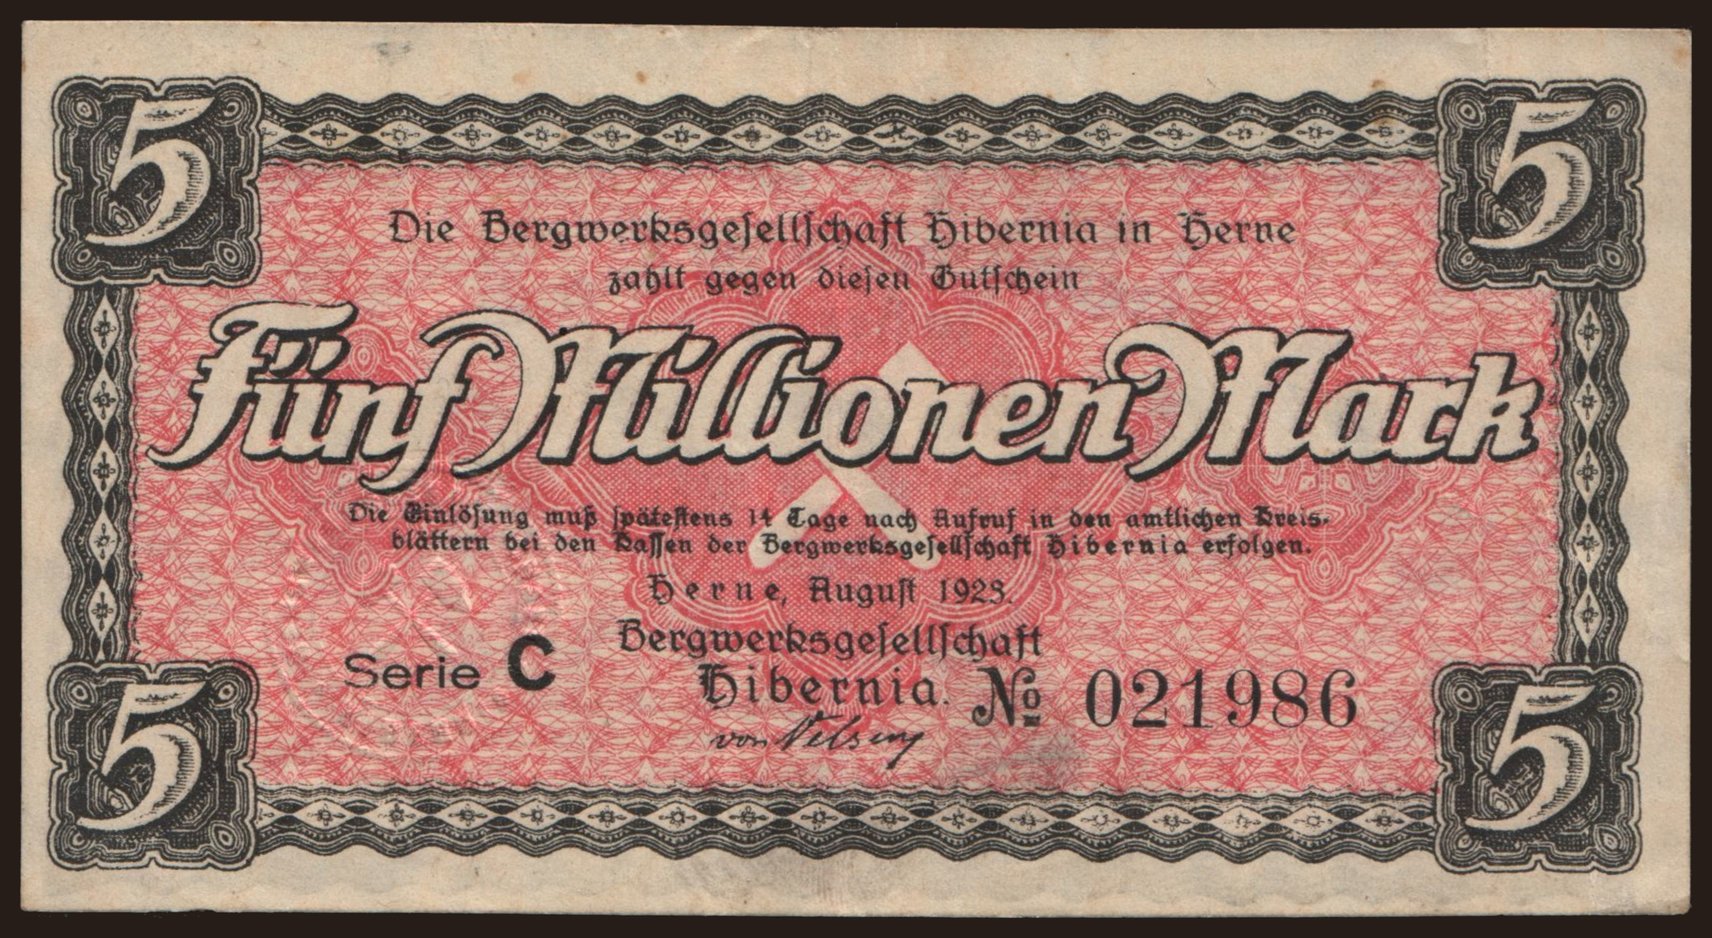 5
5
Die Bergwerksgesellschaft Hibernia in Herne
zahlt gegen diesen Gutschein
Fünf Millionen Mark
Die Einlösung muß spätestens 14 Tage nach Aufruf in den amtlichen Kreis-
blättern bei den Kassen der Bergwerksgesellschaft Hibernia erfolgen.
Herne, August 1923.
Bergwerksgesellschaft
Hibernia.
Serie C
№ 021986
von Velsen
5
5